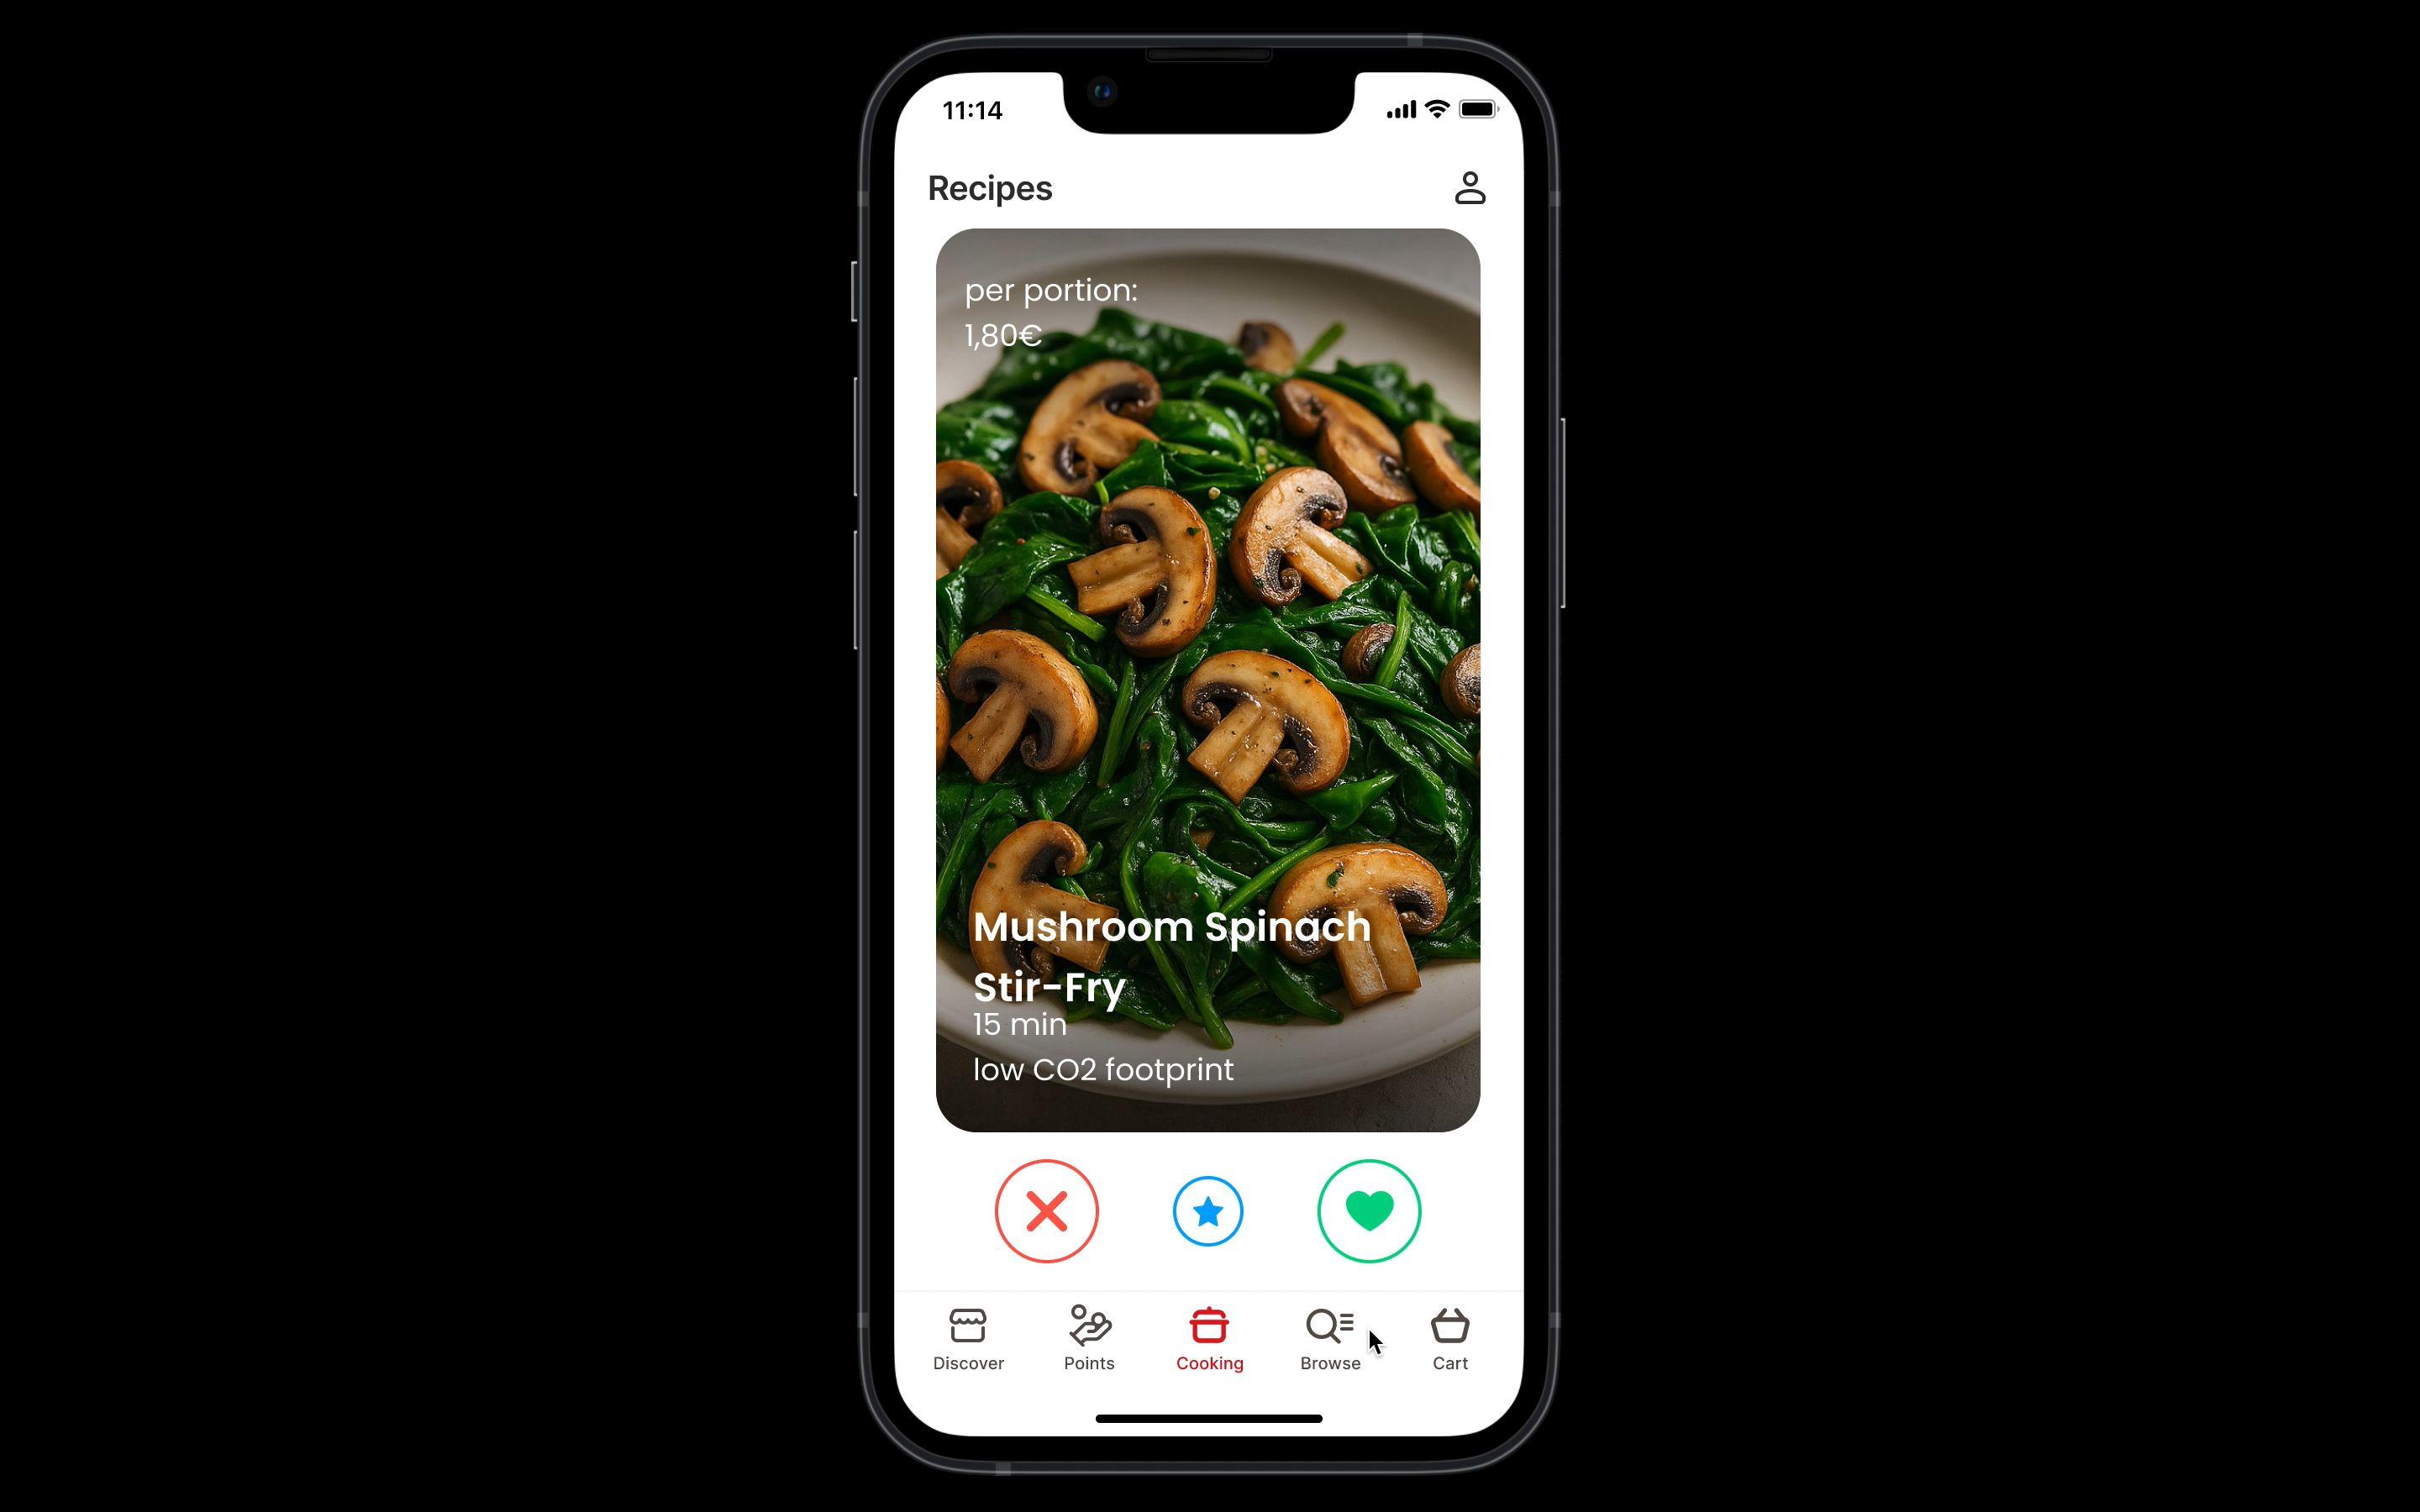 11:14
Recipes
per portion:
1,80€
Mushroom Spinach
Stir-Fry
15 min
low CO2 footprint
Discover
Points
Cooking
Browse
Cart